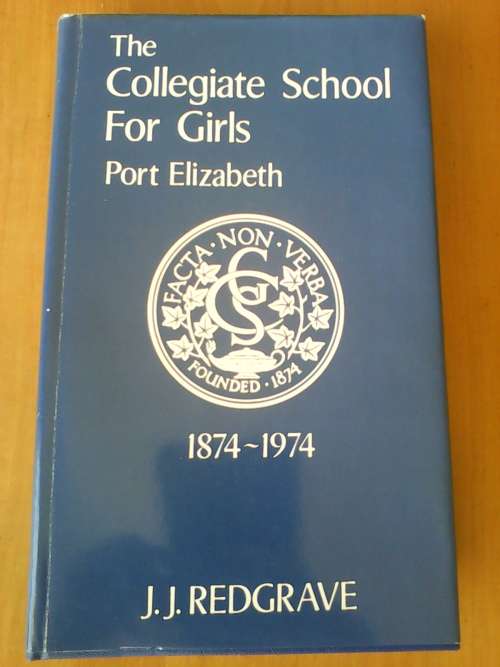 The
Collegiate School
For Girls
Port Elizabeth
FACTA · NON · VERBA
CSG
FOUNDED · 1874
1874~1974
J. J. REDGRAVE